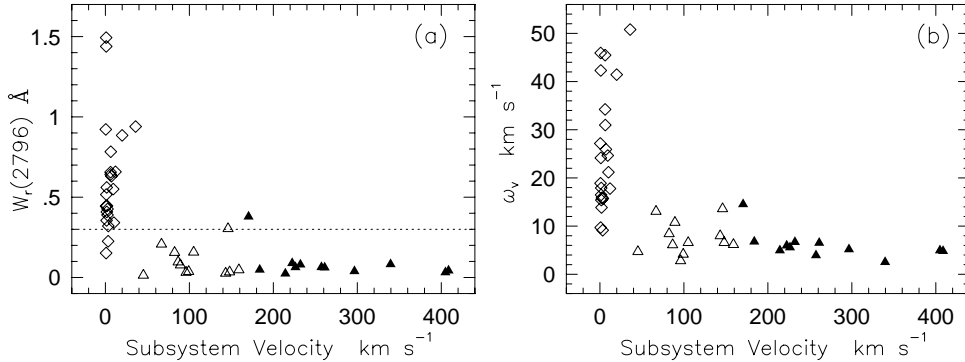 (a)
W_r(2796) Å
1.5
1
.5
0
0 100 200 300 400
Subsystem Velocity km s⁻¹
(b)
ω_v km s⁻¹
50
40
30
20
10
0
0 100 200 300 400
Subsystem Velocity km s⁻¹